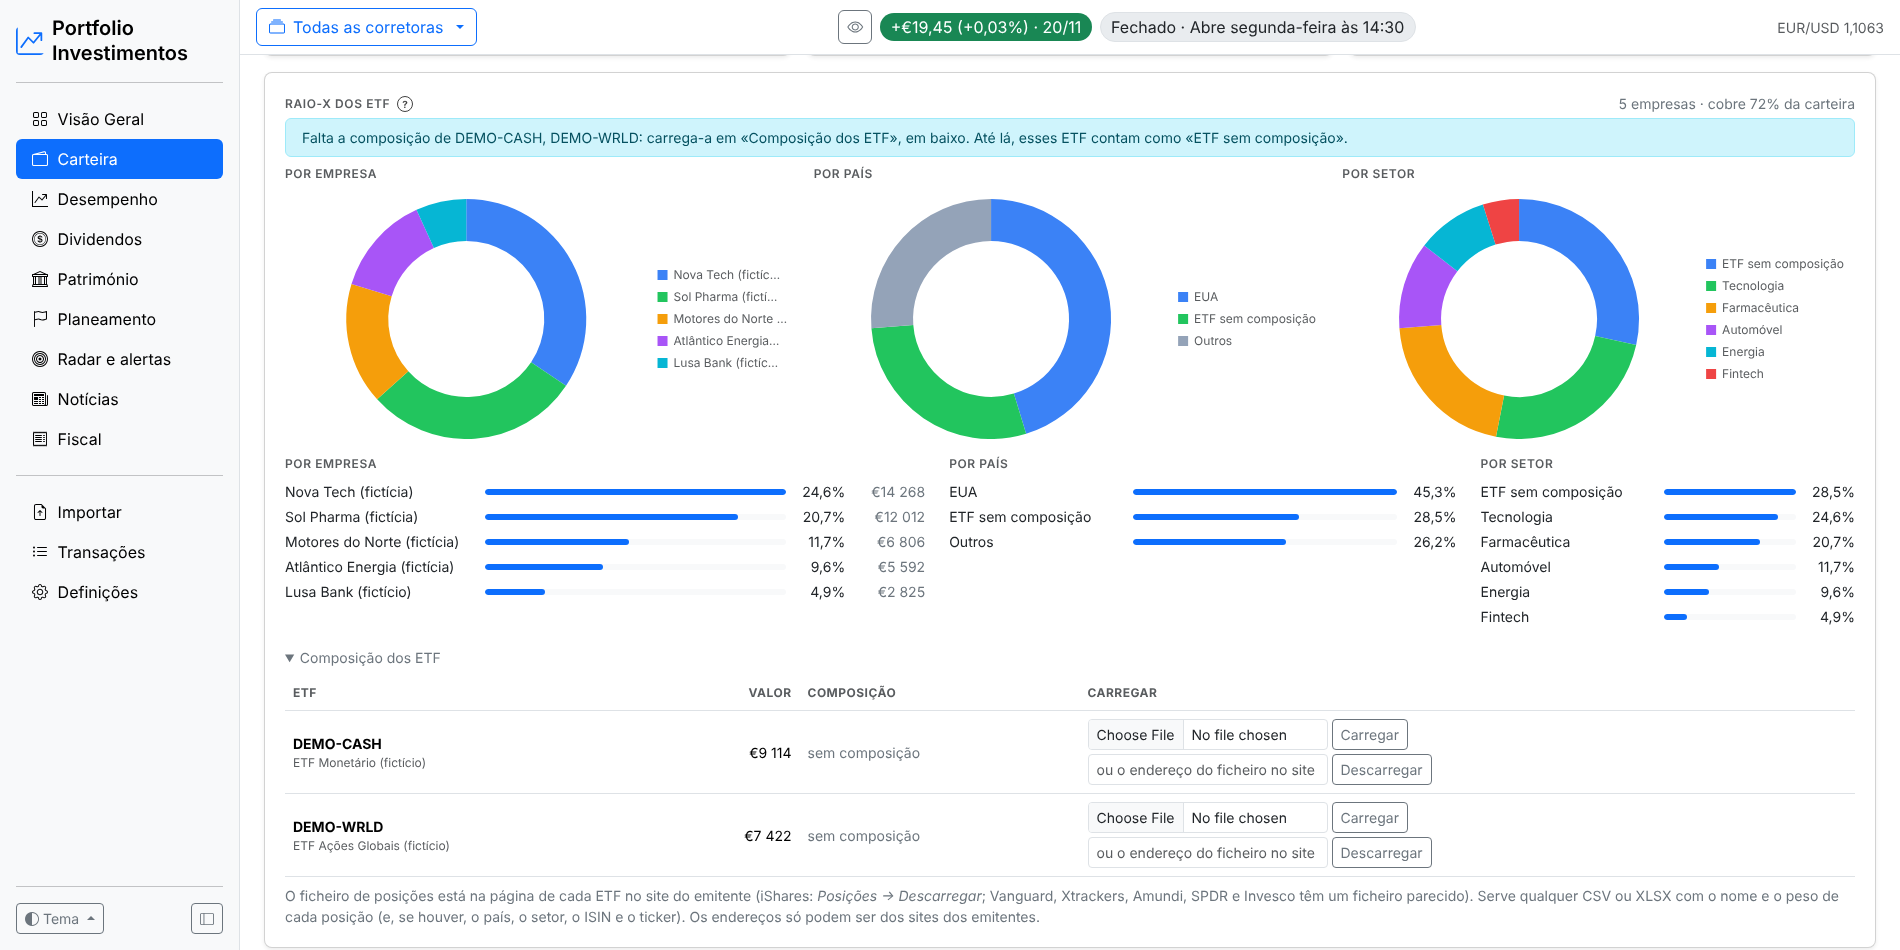 Portfolio
Investimentos
Visão Geral
Carteira
Desempenho
Dividendos
Património
Planeamento
Radar e alertas
Notícias
Fiscal
Importar
Transações
Definições
Tema
Todas as corretoras
+€19,45 (+0,03%) · 20/11
Fechado · Abre segunda-feira às 14:30
EUR/USD 1,1063
RAIO-X DOS ETF ?
5 empresas · cobre 72% da carteira
Falta a composição de DEMO-CASH, DEMO-WRLD: carrega-a em «Composição dos ETF», em baixo. Até lá, esses ETF contam como «ETF sem composição».
POR EMPRESA
Nova Tech (fictíc...
Sol Pharma (fictí...
Motores do Norte ...
Atlântico Energia...
Lusa Bank (fictíc...
POR PAÍS
EUA
ETF sem composição
Outros
POR SETOR
ETF sem composição
Tecnologia
Farmacêutica
Automóvel
Energia
Fintech
POR EMPRESA
Nova Tech (fictícia) 24,6% €14 268
Sol Pharma (fictícia) 20,7% €12 012
Motores do Norte (fictícia) 11,7% €6 806
Atlântico Energia (fictícia) 9,6% €5 592
Lusa Bank (fictício) 4,9% €2 825
POR PAÍS
EUA 45,3%
ETF sem composição 28,5%
Outros 26,2%
POR SETOR
ETF sem composição 28,5%
Tecnologia 24,6%
Farmacêutica 20,7%
Automóvel 11,7%
Energia 9,6%
Fintech 4,9%
▼ Composição dos ETF
ETF VALOR COMPOSIÇÃO CARREGAR
DEMO-CASH
ETF Monetário (fictício)
€9 114 sem composição
Choose File No file chosen Carregar
ou o endereço do ficheiro no site Descarregar
DEMO-WRLD
ETF Ações Globais (fictício)
€7 422 sem composição
Choose File No file chosen Carregar
ou o endereço do ficheiro no site Descarregar
O ficheiro de posições está na página de cada ETF no site do emitente (iShares: Posições → Descarregar; Vanguard, Xtrackers, Amundi, SPDR e Invesco têm um ficheiro parecido). Serve qualquer CSV ou XLSX com o nome e o peso de
cada posição (e, se houver, o país, o setor, o ISIN e o ticker). Os endereços só podem ser dos sites dos emitentes.